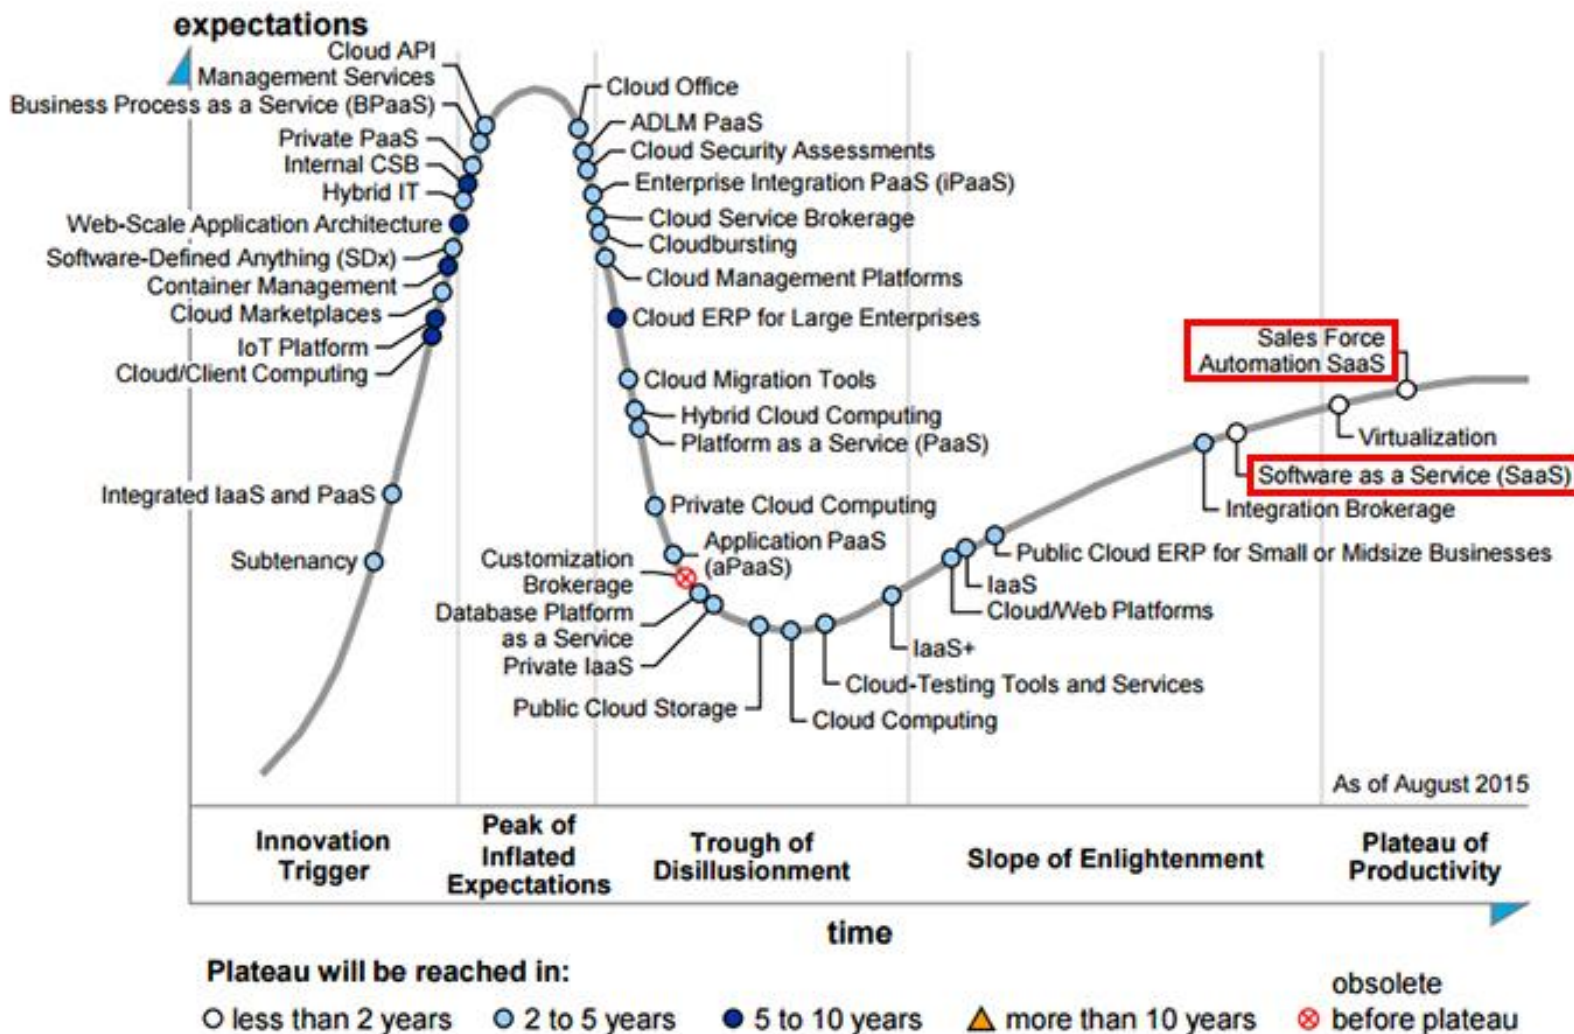 expectations
Cloud API
Management Services
Business Process as a Service (BPaaS)
Private PaaS
Internal CSB
Hybrid IT
Web-Scale Application Architecture
Software-Defined Anything (SDx)
Container Management
Cloud Marketplaces
IoT Platform
Cloud/Client Computing
Integrated IaaS and PaaS
Subtenancy
Cloud Office
ADLM PaaS
Cloud Security Assessments
Enterprise Integration PaaS (iPaaS)
Cloud Service Brokerage
Cloudbursting
Cloud Management Platforms
Cloud ERP for Large Enterprises
Cloud Migration Tools
Hybrid Cloud Computing
Platform as a Service (PaaS)
Private Cloud Computing
Application PaaS
(aPaaS)
Customization
Brokerage
Database Platform
as a Service
Private IaaS
Public Cloud Storage
Cloud Computing
Cloud-Testing Tools and Services
IaaS+
Cloud/Web Platforms
IaaS
Public Cloud ERP for Small or Midsize Businesses
Integration Brokerage
Software as a Service (SaaS)
Virtualization
Sales Force
Automation SaaS
As of August 2015
Innovation
Trigger
Peak of
Inflated
Expectations
Trough of
Disillusionment
Slope of Enlightenment
Plateau of
Productivity
time
Plateau will be reached in:
less than 2 years
2 to 5 years
5 to 10 years
more than 10 years
obsolete
before plateau